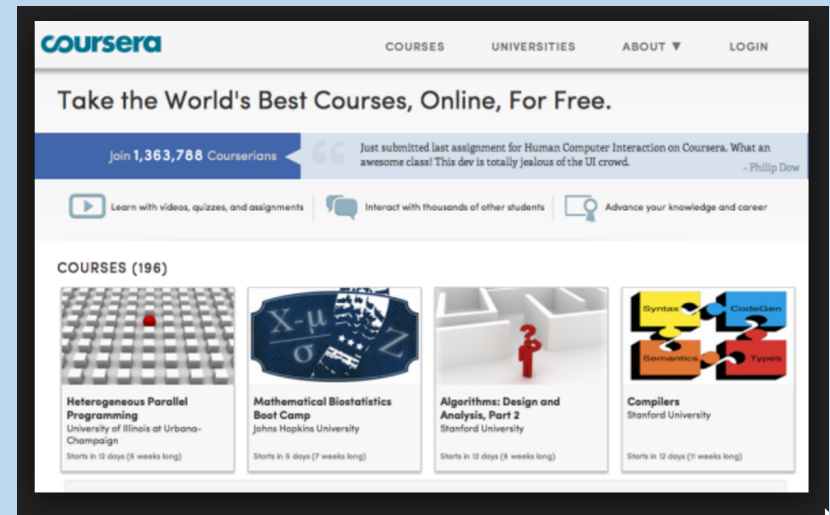 coursera
COURSES UNIVERSITIES ABOUT ▼ LOGIN
Take the World's Best Courses, Online, For Free.
Join 1,363,788 Courserians
Just submitted last assignment for Human Computer Interaction on Coursera. What an
awesome class! This dev is totally jealous of the UI crowd.
- Philip Dow
Learn with videos, quizzes, and assignments
Interact with thousands of other students
Advance your knowledge and career
COURSES (196)
X-μ
σ
Z
Syntax
CodeGen
Semantics
Types
Heterogeneous Parallel
Programming
University of Illinois at Urbana-
Champaign
Starts in 12 days (6 weeks long)
Mathematical Biostatistics
Boot Camp
Johns Hopkins University
Starts in 5 days (7 weeks long)
Algorithms: Design and
Analysis, Part 2
Stanford University
Starts in 12 days (6 weeks long)
Compilers
Stanford University
Starts in 12 days (11 weeks long)